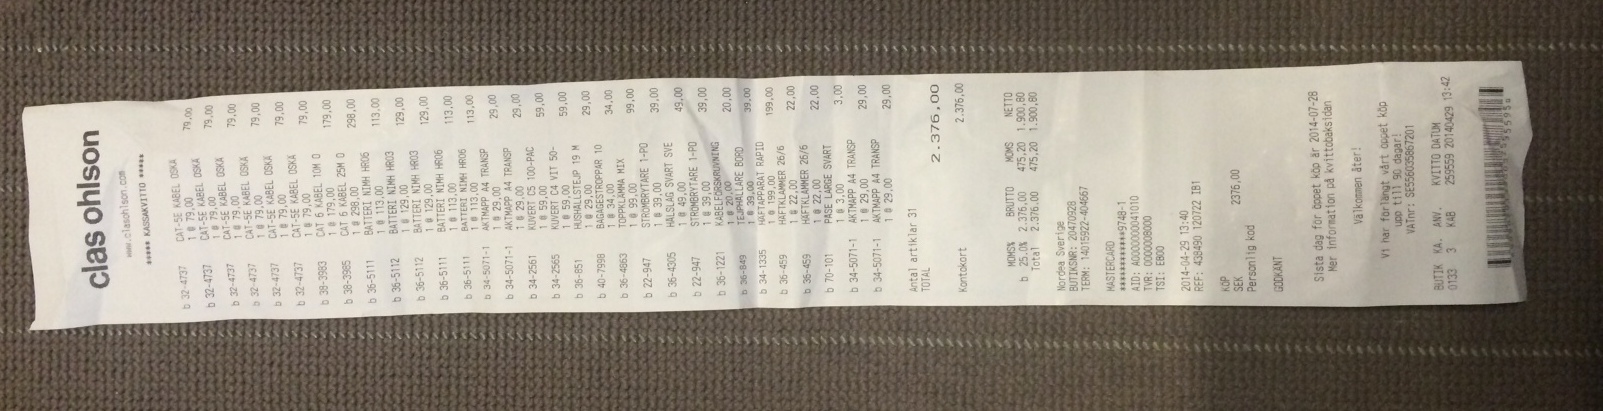 clas ohlson
www.clasohlson.com
***** KASSAKVITTO *****
b 32-4737 CAT-5E KABEL OSKÄ
1 @ 79,00 79,00
b 32-4737 CAT-5E KABEL OSKÄ
1 @ 79,00 79,00
b 32-4737 CAT-5E KABEL OSKÄ
1 @ 79,00 79,00
b 32-4737 CAT-5E KABEL OSKÄ
1 @ 79,00 79,00
b 32-4737 CAT-5E KABEL OSKÄ
1 @ 79,00 79,00
b 32-4737 CAT-5E KABEL OSKÄ
1 @ 79,00 79,00
b 38-3983 CAT 6 KABEL 10M O
1 @ 179,00 179,00
b 38-3985 CAT 6 KABEL 25M O
1 @ 298,00 298,00
b 36-5111 BATTERI NIMH HR06
1 @ 113,00 113,00
b 36-5112 BATTERI NIMH HR03
1 @ 129,00 129,00
b 36-5112 BATTERI NIMH HR03
1 @ 129,00 129,00
b 36-5111 BATTERI NIMH HR06
1 @ 113,00 113,00
b 36-5111 BATTERI NIMH HR06
1 @ 113,00 113,00
b 34-5071-1 AKTMAPP A4 TRANSP
1 @ 29,00 29,00
b 34-5071-1 AKTMAPP A4 TRANSP
1 @ 29,00 29,00
b 34-2561 KUVERT C5 100-PAC
1 @ 59,00 59,00
b 34-2565 KUVERT C4 VIT 50-
1 @ 59,00 59,00
b 36-851 HUSHÅLLSTEJP 19 M
1 @ 29,00 29,00
b 40-7998 BAGAGESTROPPAR 10
1 @ 34,00 34,00
b 36-4863 TOPPKLÄMMA MIX
1 @ 99,00 99,00
b 22-947 STRÖMBRYTARE 1-PO
1 @ 39,00 39,00
b 36-4305 HÅLSLAG SVART SVE
1 @ 49,00 49,00
b 22-947 STRÖMBRYTARE 1-PO
1 @ 39,00 39,00
b 36-1221 KABELFÖRSKRUVNING
1 @ 20,00 20,00
b 36-849 TEJPHÅLLARE BORD
1 @ 39,00 39,00
b 34-1335 HÄFTAPPARAT RAPID
1 @ 199,00 199,00
b 36-459 HÄFTKLAMMER 26/6
1 @ 22,00 22,00
b 36-459 HÄFTKLAMMER 26/6
1 @ 22,00 22,00
b 70-101 PÅSE LARGE SVART
1 @ 3,00 3,00
b 34-5071-1 AKTMAPP A4 TRANSP
1 @ 29,00 29,00
b 34-5071-1 AKTMAPP A4 TRANSP
1 @ 29,00 29,00
Antal artiklar 31
TOTAL
2.376,00
Kontokort 2.376,00
MOMS% BRUTTO MOMS NETTO
b 25.0% 2.376,00 475,20 1.900,80
Total 2.376,00 475,20 1.900,80
Nordea Sverige
BUTIKSNR: 20470928
TERM: 14015922-404667
MASTERCARD
************9748-1
AID: A0000000041010
TVR: 0000008000
TSI: E800
2014-04-29 13:40
REF: 438490 120722 IB1
KÖP
SEK 2376,00
Personlig kod
GODKÄNT
Sista dag för öppet köp är 2014-07-28
Mer information på kvittobaksidan
Välkommen åter!
Vi har förlängt vårt öppet köp
upp till 90 dagar!
VATnr: SE556035867201
BUTIK KA. ANV. KVITTO DATUM
0133 3 KAB 259559 20140429 13:42